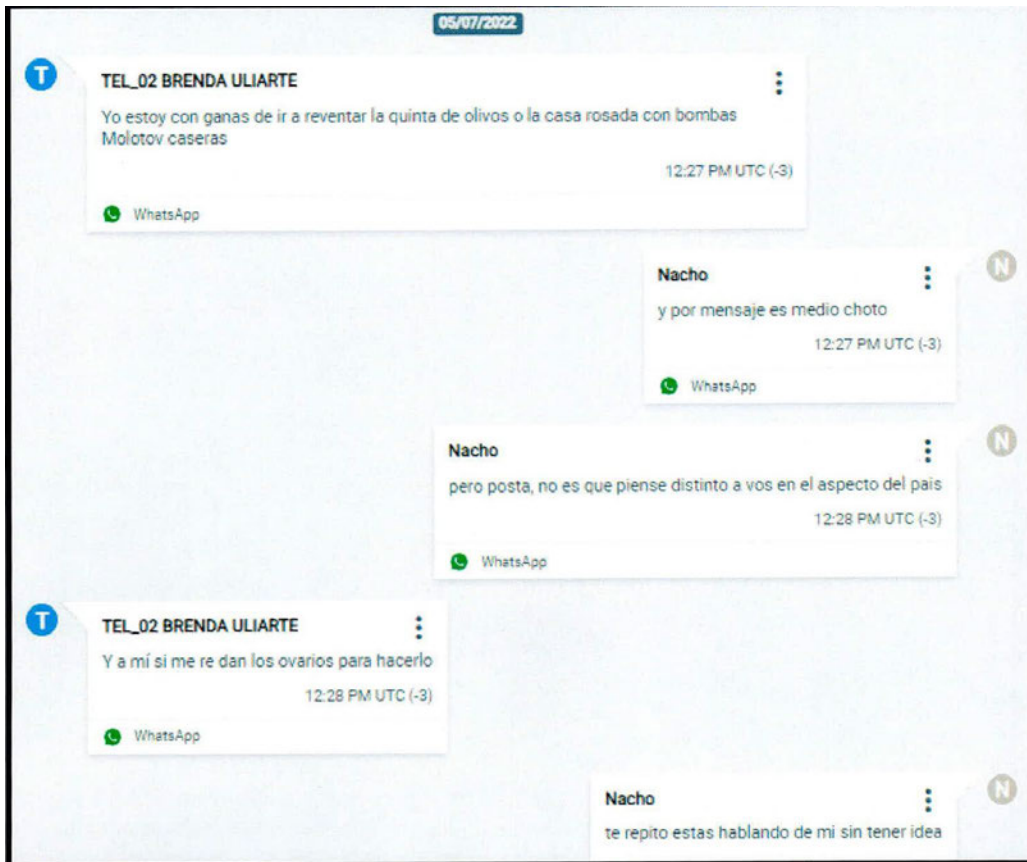 05/07/2022
T
TEL_02 BRENDA ULIARTE
Yo estoy con ganas de ir a reventar la quinta de olivos o la casa rosada con bombas
Molotov caseras
12:27 PM UTC (-3)
WhatsApp
N
Nacho
y por mensaje es medio choto
12:27 PM UTC (-3)
WhatsApp
N
Nacho
pero posta, no es que piense distinto a vos en el aspecto del pais
12:28 PM UTC (-3)
WhatsApp
T
TEL_02 BRENDA ULIARTE
Y a mí si me re dan los ovarios para hacerlo
12:28 PM UTC (-3)
WhatsApp
N
Nacho
te repito estas hablando de mi sin tener idea